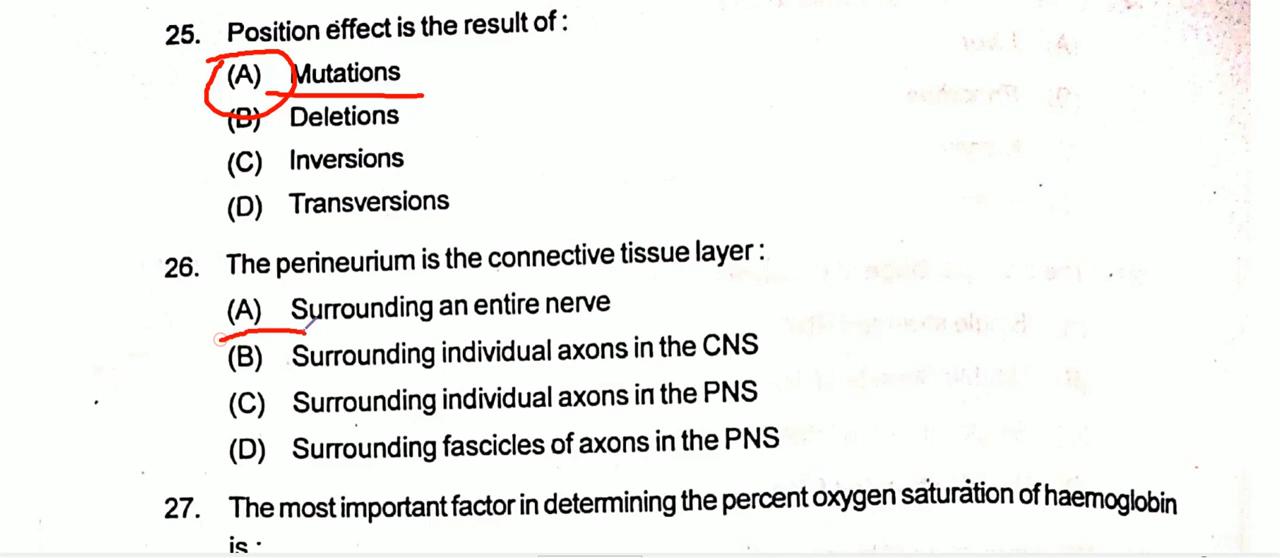 25. Position effect is the result of :
(A) Mutations
(B) Deletions
(C) Inversions
(D) Transversions
26. The perineurium is the connective tissue layer :
(A) Surrounding an entire nerve
(B) Surrounding individual axons in the CNS
(C) Surrounding individual axons in the PNS
(D) Surrounding fascicles of axons in the PNS
27. The most important factor in determining the percent oxygen saturation of haemoglobin
is :